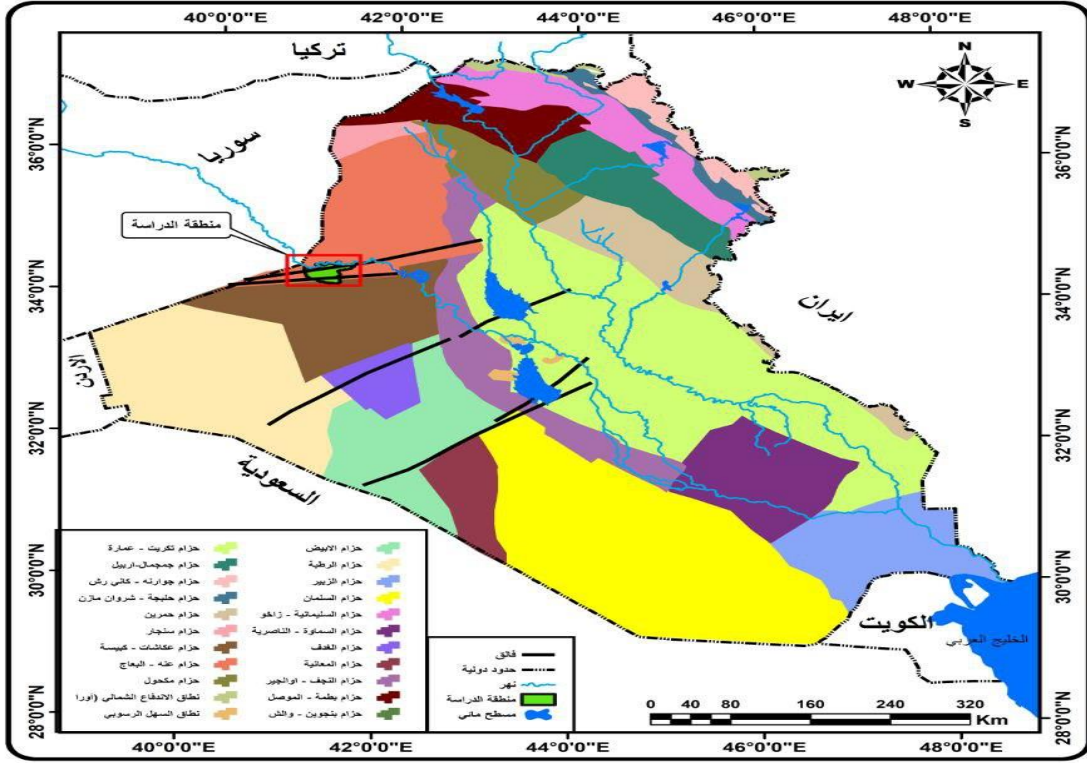 40°0'0"E 42°0'0"E 44°0'0"E 46°0'0"E 48°0'0"E
N
W E
S
تركيا
سوريا
منطقة الدراسة
ايران
الاردن
السعودية
الكويت
الخليج العربي
36°0'0"N
34°0'0"N
32°0'0"N
30°0'0"N
28°0'0"N
36°0'0"N
34°0'0"N
32°0'0"N
30°0'0"N
28°0'0"N
حزام الابيض
حزام الرطبة
حزام الزبير
حزام السلمان
حزام السليمانية - زاخو
حزام السماوة - الناصرية
حزام الغدف
حزام المعانية
حزام النجف - ابوالجير
حزام بطمة - الموصل
حزام بنجوين - والش
حزام تكريت - عمارة
حزام جمجمال-اربيل
حزام جوارته - كاني رش
حزام حلبجة - شروان مازن
حزام حمرين
حزام سنجار
حزام عكاشات - كبيسة
حزام عنه - البعاج
حزام مكحول
نطاق الاندفاع الشمالي (أورا
نطاق السهل الرسوبي
فالق
حدود دولية
نهر
منطقة الدراسة
مسطح مائي
0 40 80 160 240 320
Km
40°0'0"E 42°0'0"E 44°0'0"E 46°0'0"E 48°0'0"E